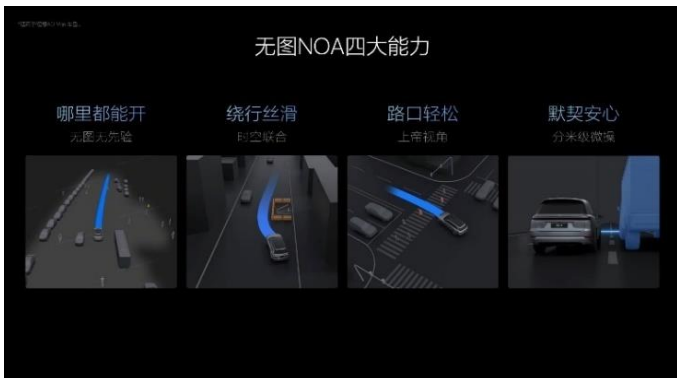 无图NOA四大能力
哪里都能开
无图无先验
绕行丝滑
时空联合
路口轻松
上帝视角
默契安心
分米级微操